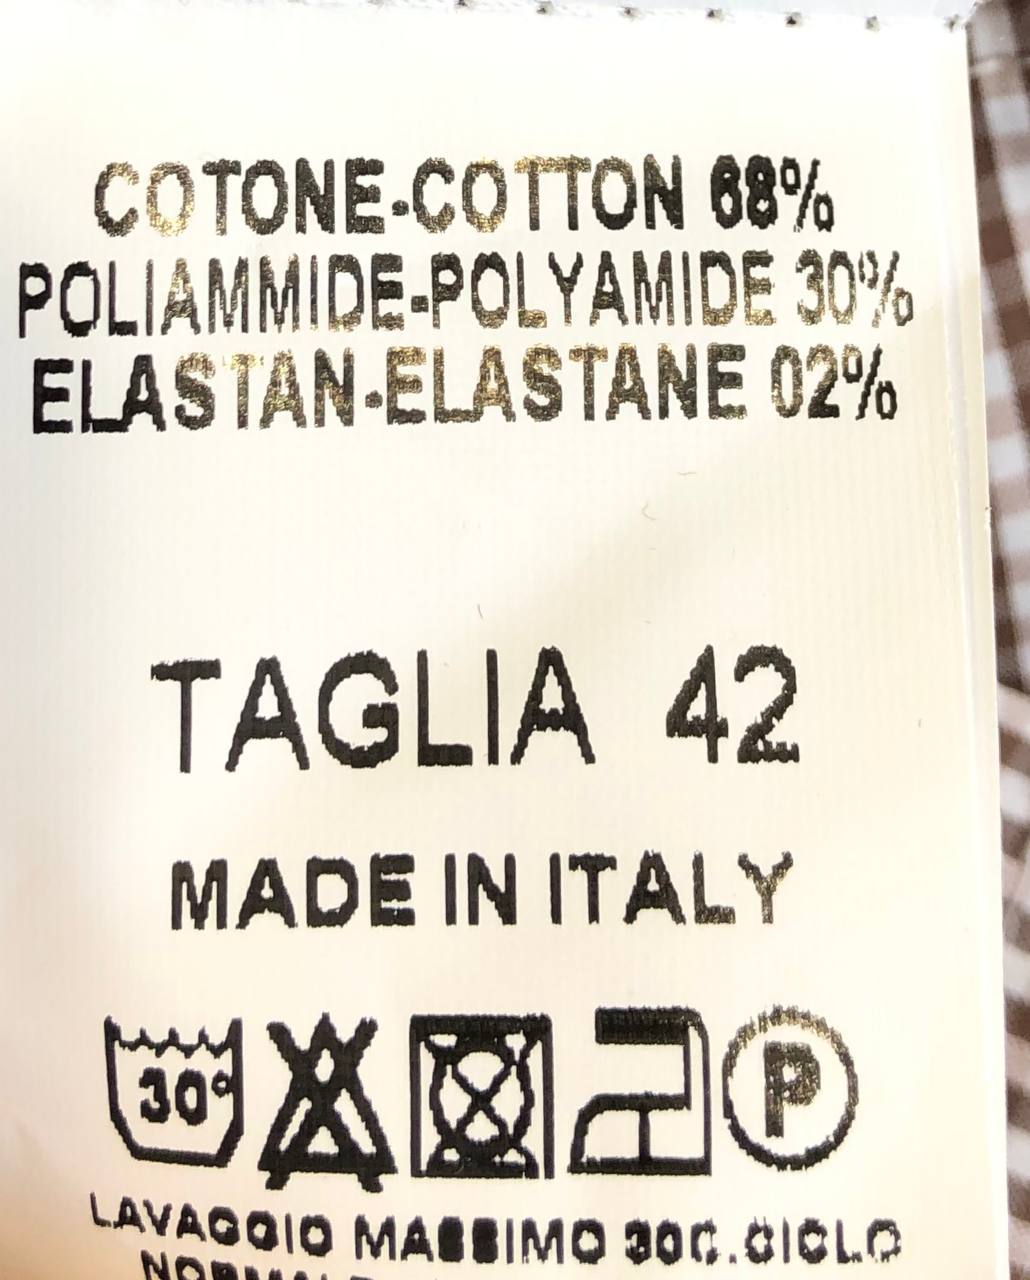 COTONE-COTTON 68%
POLIAMMIDE-POLYAMIDE 30%
ELASTAN-ELASTANE 02%
TAGLIA 42
MADE IN ITALY
30°
P
LAVAGGIO MASSIMO 30C.CICLO